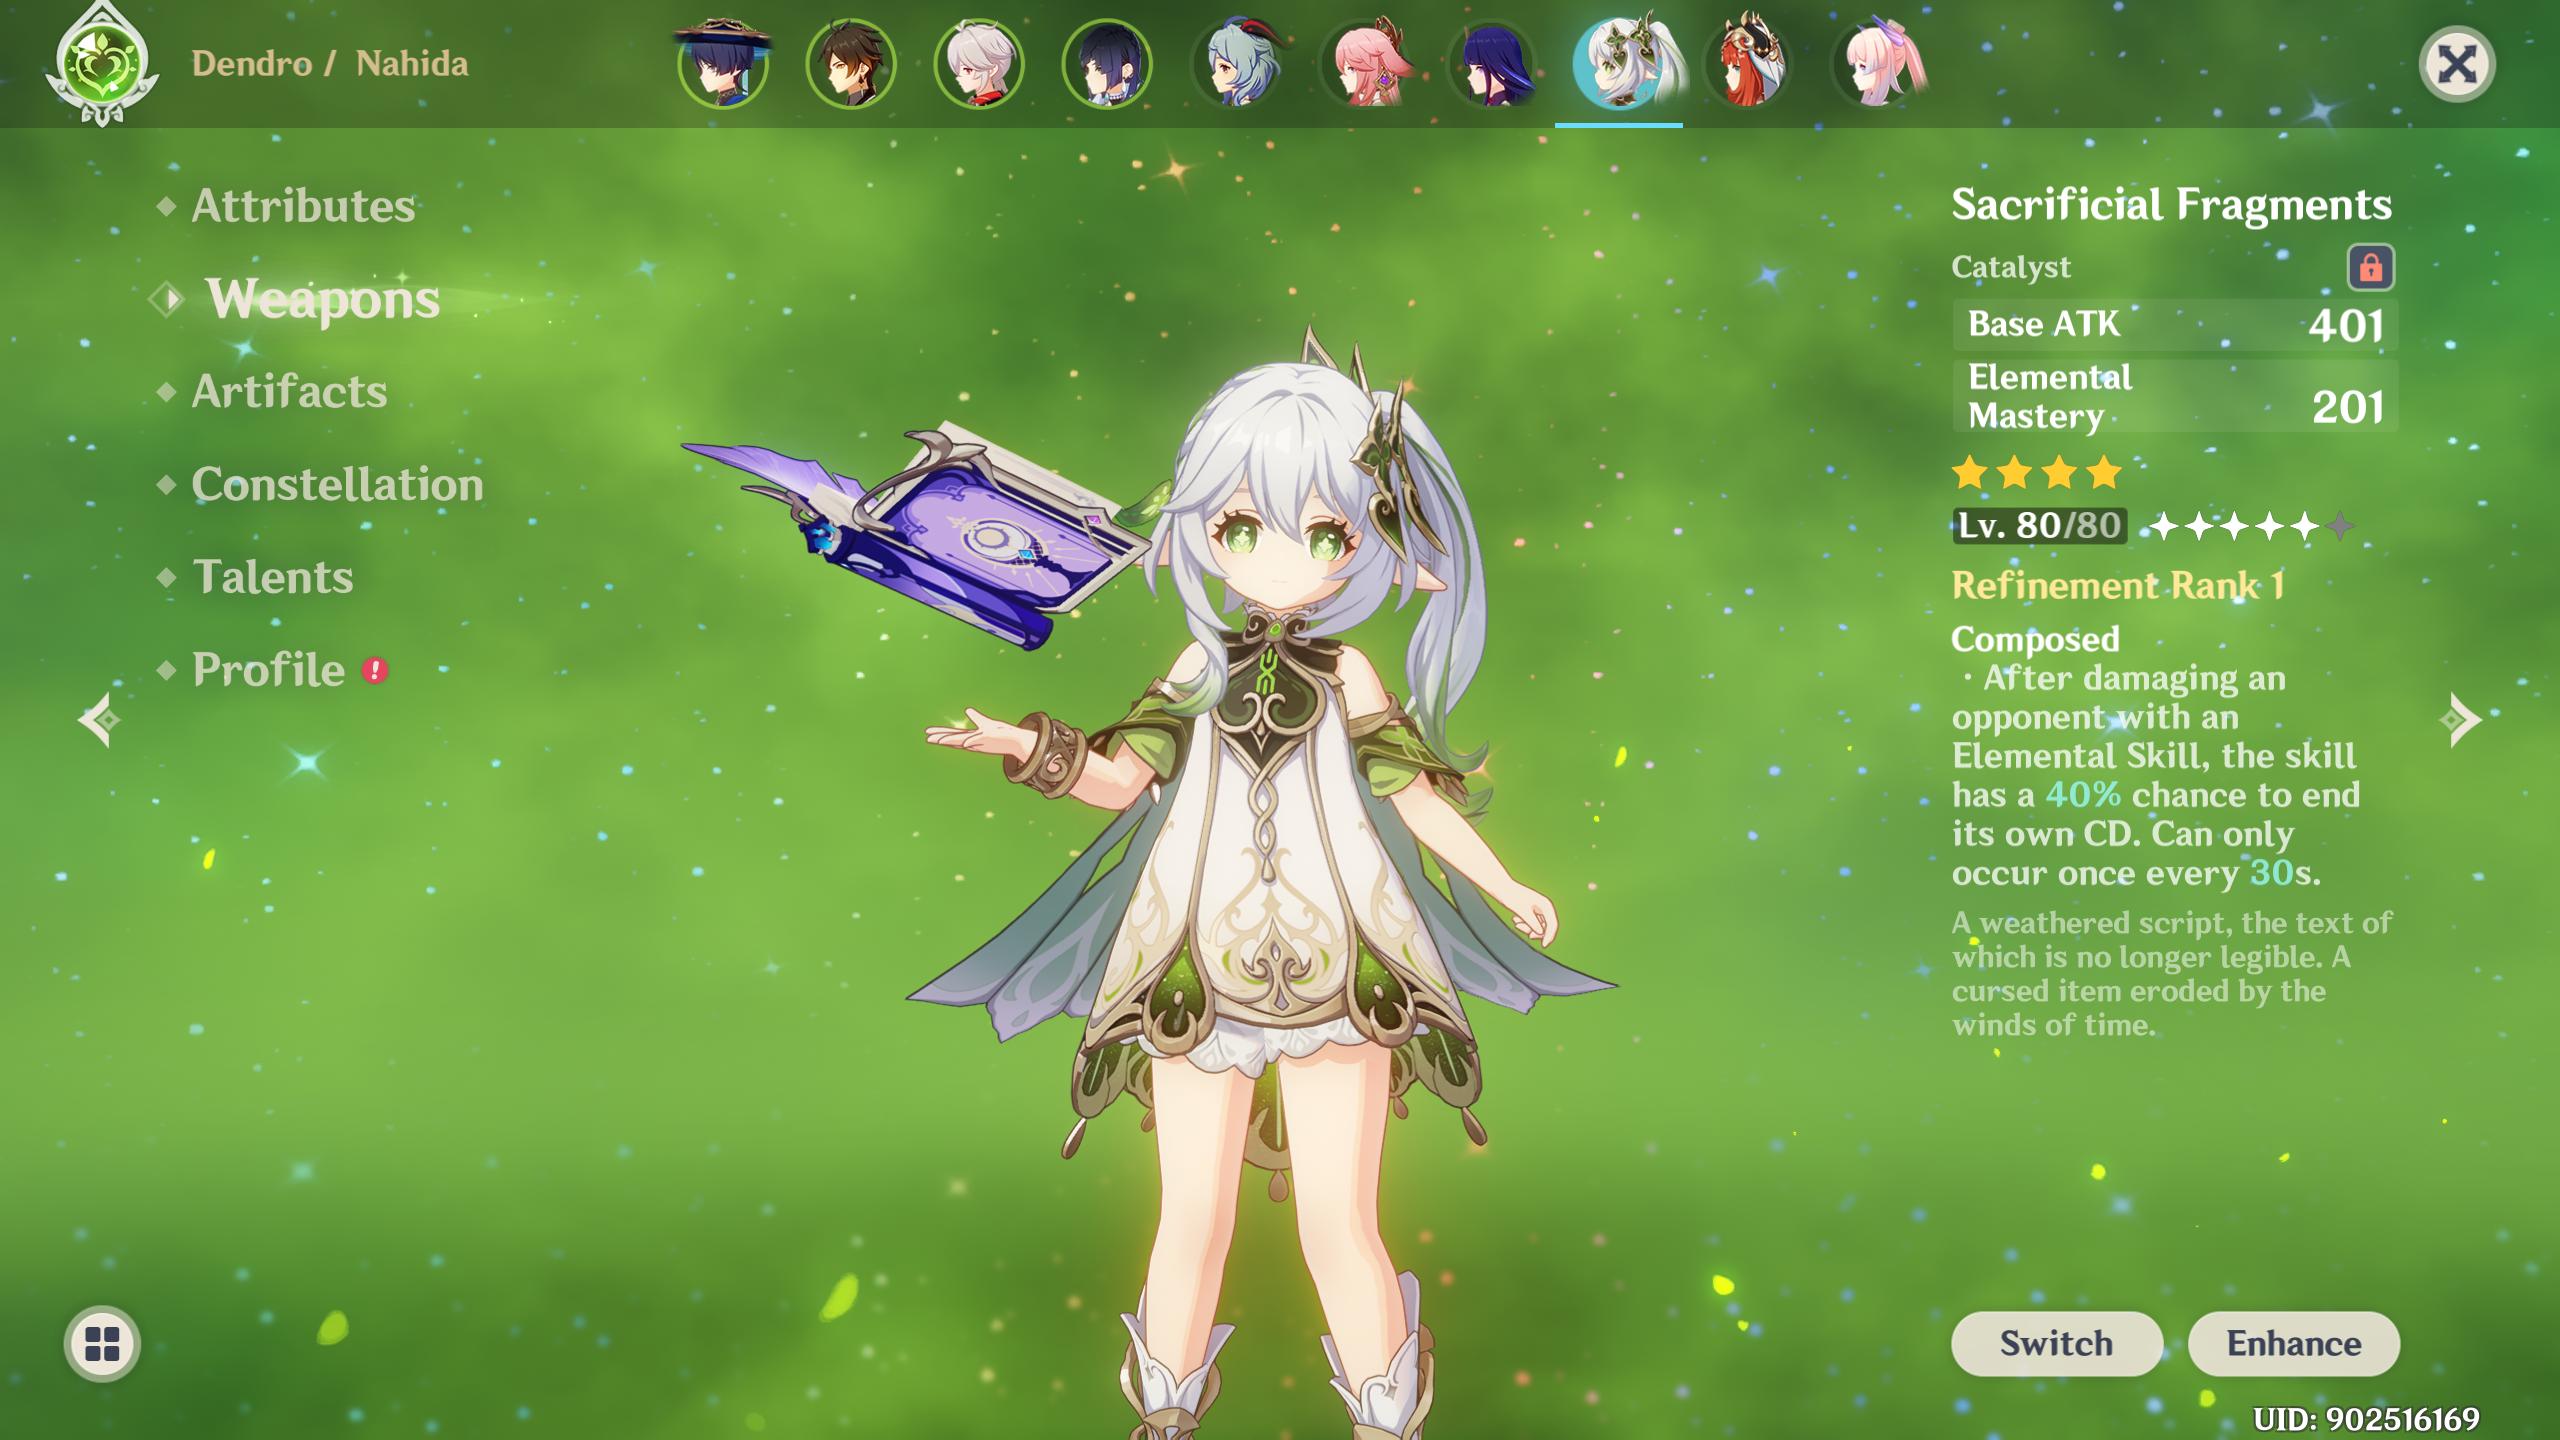 Dendro / Nahida
Attributes
Weapons
Artifacts
Constellation
Talents
Profile
Sacrificial Fragments
Catalyst
Base ATK 401
Elemental
Mastery 201
Lv. 80/80
Refinement Rank 1
Composed
· After damaging an
opponent with an
Elemental Skill, the skill
has a 40% chance to end
its own CD. Can only
occur once every 30s.
A weathered script, the text of
which is no longer legible. A
cursed item eroded by the
winds of time.
Switch
Enhance
UID: 902516169